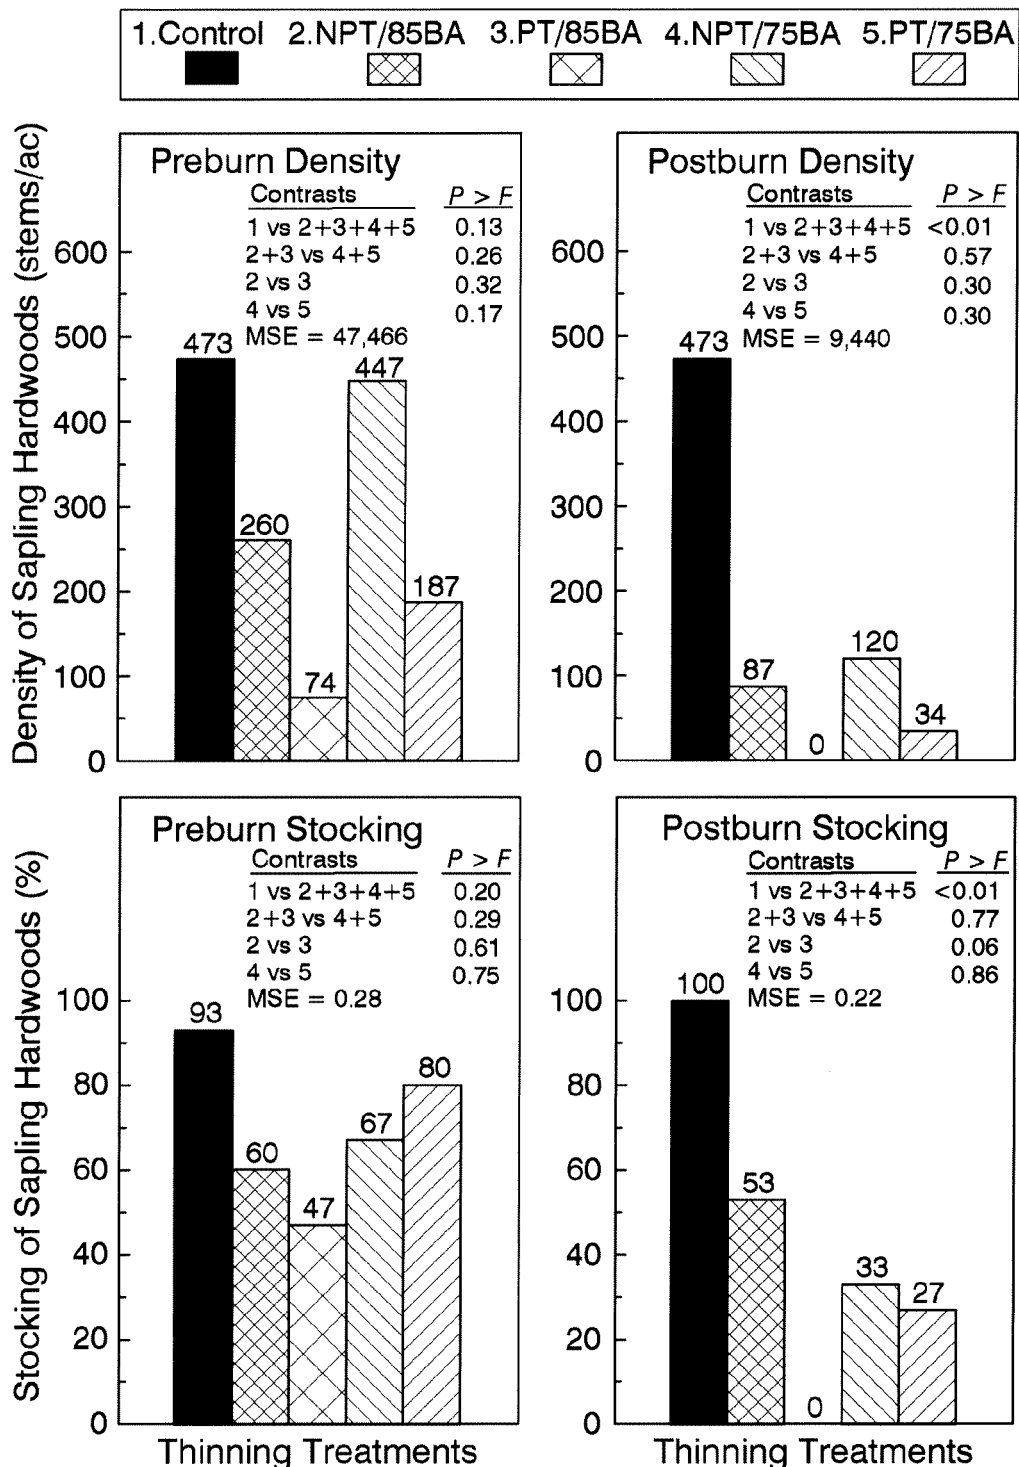 1.Control 2.NPT/85BA 3.PT/85BA 4.NPT/75BA 5.PT/75BA
Density of Sapling Hardwoods (stems/ac)
Preburn Density
Contrasts P > F
1 vs 2+3+4+5 0.13
2+3 vs 4+5 0.26
2 vs 3 0.32
4 vs 5 0.17
MSE = 47,466
600
500
400
300
200
100
0
473
260
74
447
187
Postburn Density
Contrasts P > F
1 vs 2+3+4+5 <0.01
2+3 vs 4+5 0.57
2 vs 3 0.30
4 vs 5 0.30
MSE = 9,440
600
500
400
300
200
100
0
473
87
0
120
34
Stocking of Sapling Hardwoods (%)
Preburn Stocking
Contrasts P > F
1 vs 2+3+4+5 0.20
2+3 vs 4+5 0.29
2 vs 3 0.61
4 vs 5 0.75
MSE = 0.28
100
80
60
40
20
0
93
60
47
67
80
Thinning Treatments
Postburn Stocking
Contrasts P > F
1 vs 2+3+4+5 <0.01
2+3 vs 4+5 0.77
2 vs 3 0.06
4 vs 5 0.86
MSE = 0.22
100
80
60
40
20
0
100
53
0
33
27
Thinning Treatments